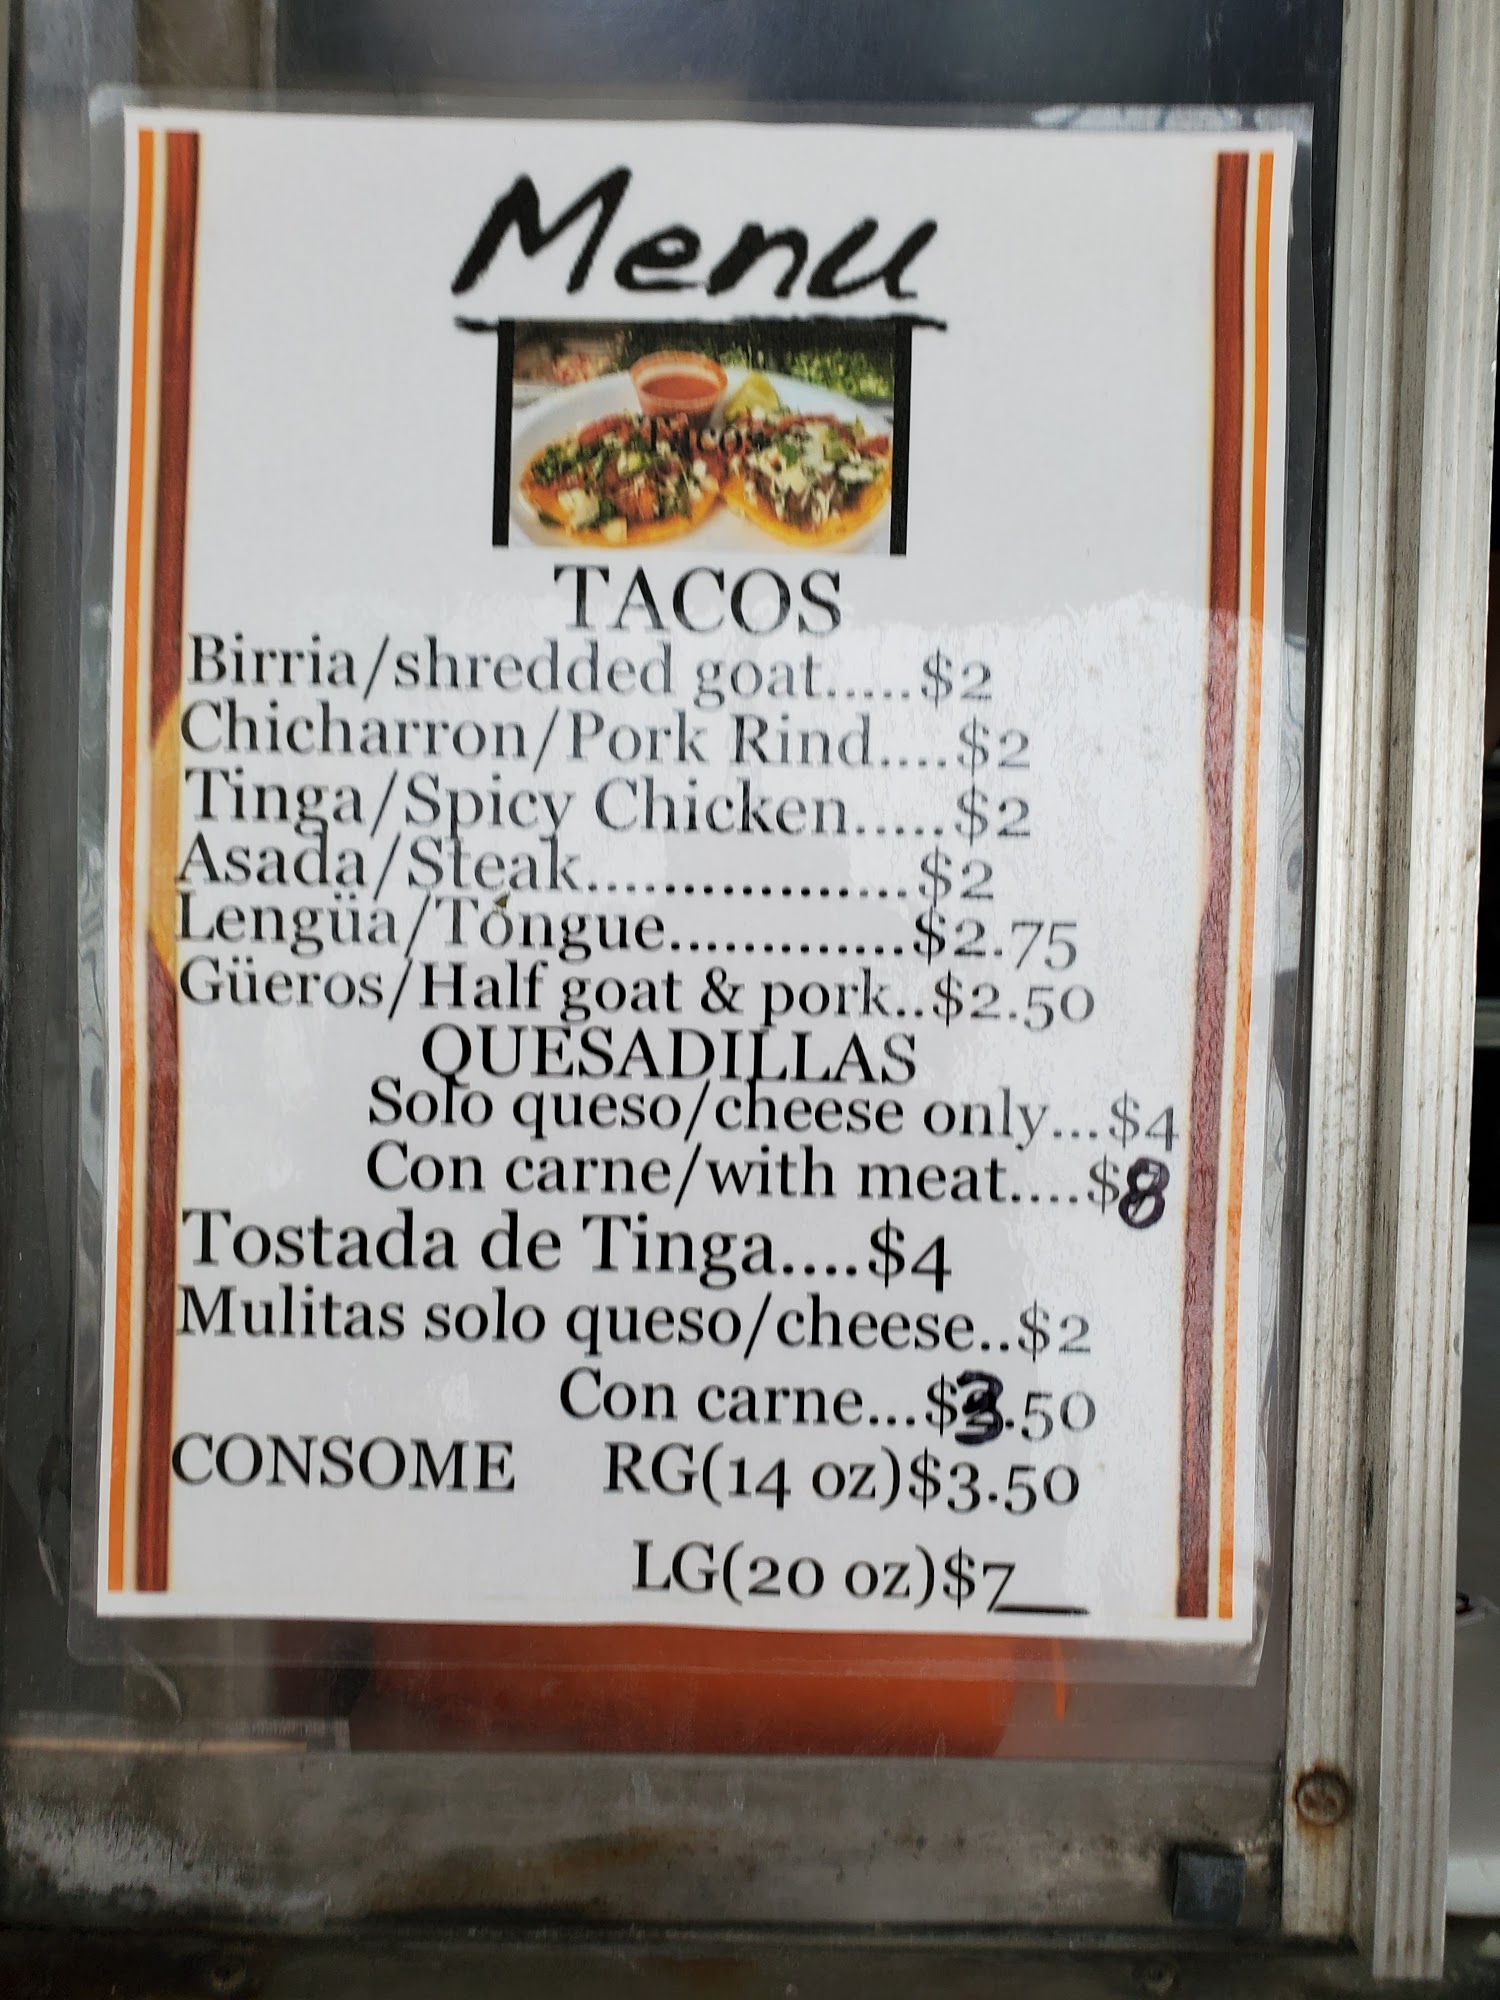 Menu
Tacos
TACOS
Birria/shredded goat.....$2
Chicharron/Pork Rind....$2
Tinga/Spicy Chicken.....$2
Asada/Steak.................$2
Lengüa/Tongue.............$2.75
Güeros/Half goat & pork..$2.50
QUESADILLAS
Solo queso/cheese only...$4
Con carne/with meat....$8
Tostada de Tinga....$4
Mulitas solo queso/cheese..$2
Con carne...$3.50
CONSOME RG(14 oz)$3.50
LG(20 oz)$7